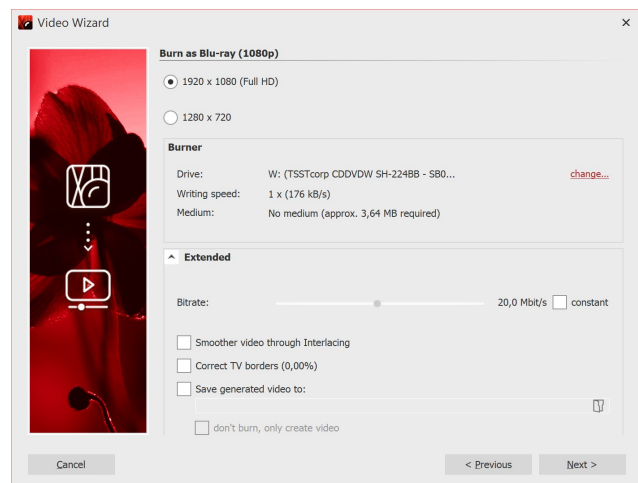 Video Wizard
Burn as Blu-ray (1080p)
1920 x 1080 (Full HD)
1280 x 720
Burner
Drive: W: (TSSTcorp CDDVDW SH-224BB - SB0... change...
Writing speed: 1 x (176 kB/s)
Medium: No medium (approx. 3,64 MB required)
Extended
Bitrate: 20,0 Mbit/s constant
Smoother video through Interlacing
Correct TV borders (0,00%)
Save generated video to:
don't burn, only create video
Cancel < Previous Next >